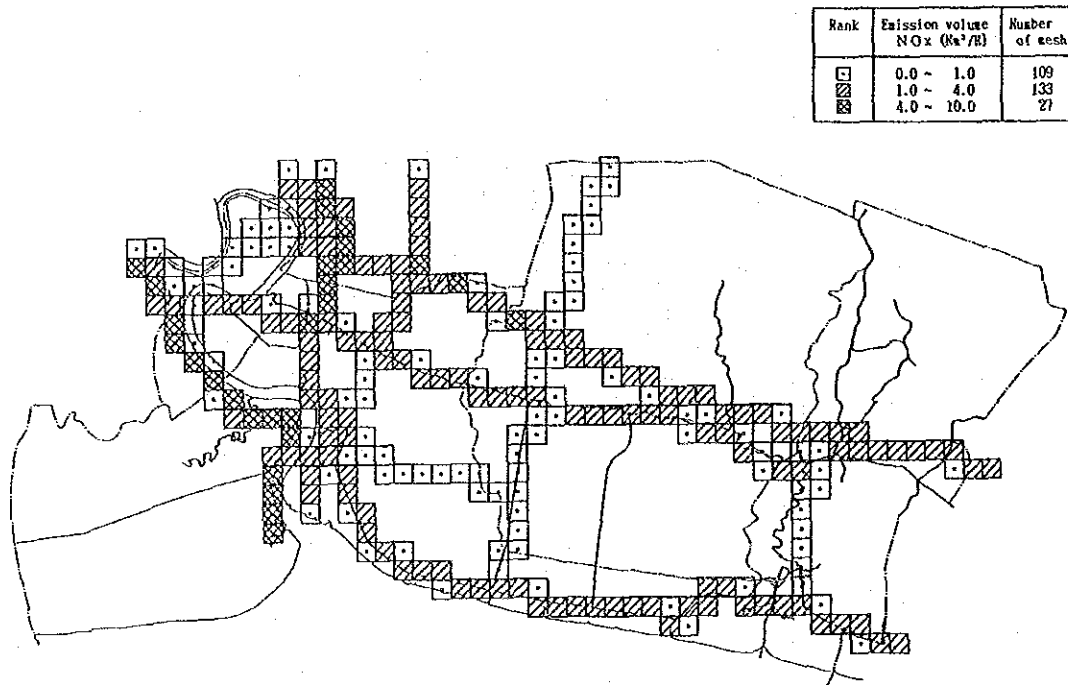 Rank Emission volume Number
NOx (Nm³/H) of mesh
0.0 ~ 1.0 109
1.0 ~ 4.0 133
4.0 ~ 10.0 27